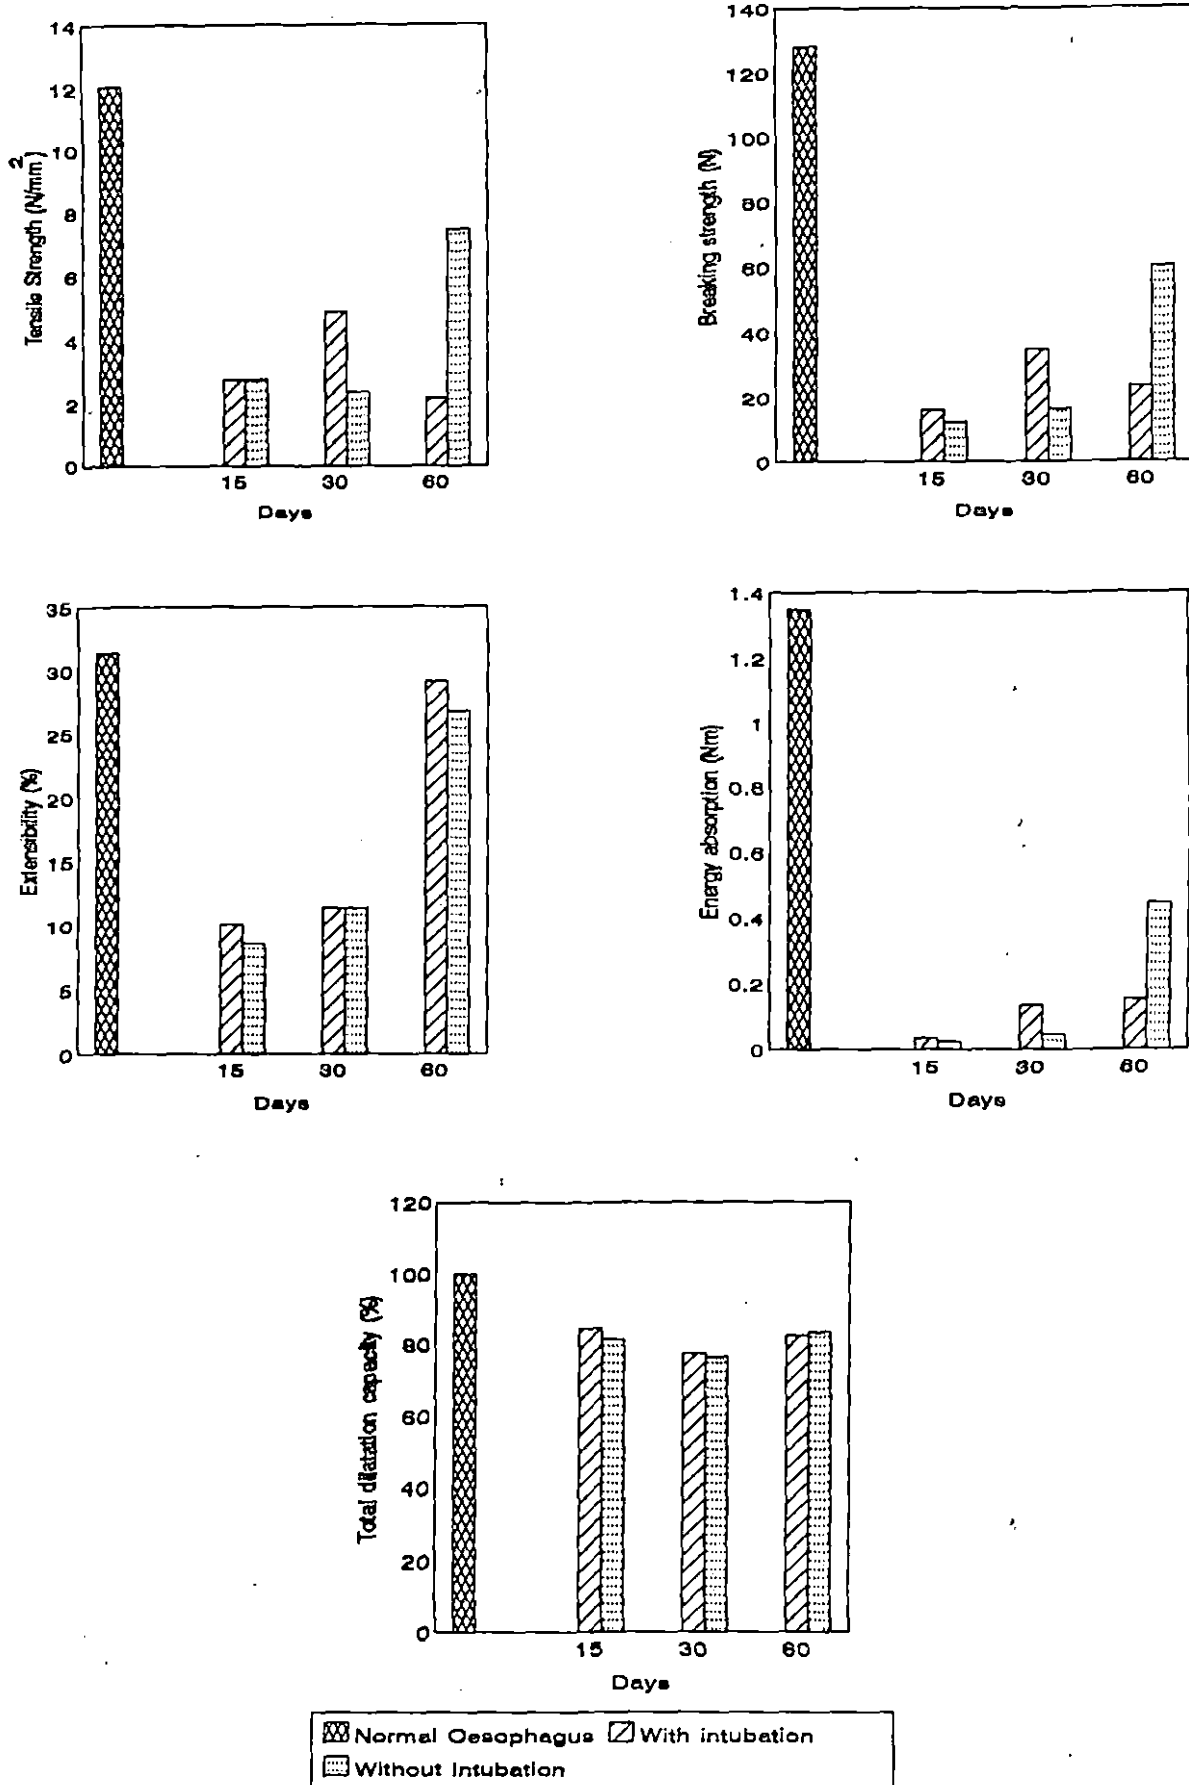 14
12
10
8
6
4
2
0
Tensile Strength (N/mm²)
15 30 60
Days
140
120
100
80
60
40
20
0
Breaking strength (N)
15 30 60
Days
35
30
25
20
15
10
5
0
Extensibility (%)
15 30 60
Days
1.4
1.2
1
0.8
0.6
0.4
0.2
0
Energy absorption (Nm)
15 30 60
Days
120
100
80
60
40
20
0
Total dilatation capacity (%)
15 30 60
Days
Normal Oesophagus With intubation
Without Intubation